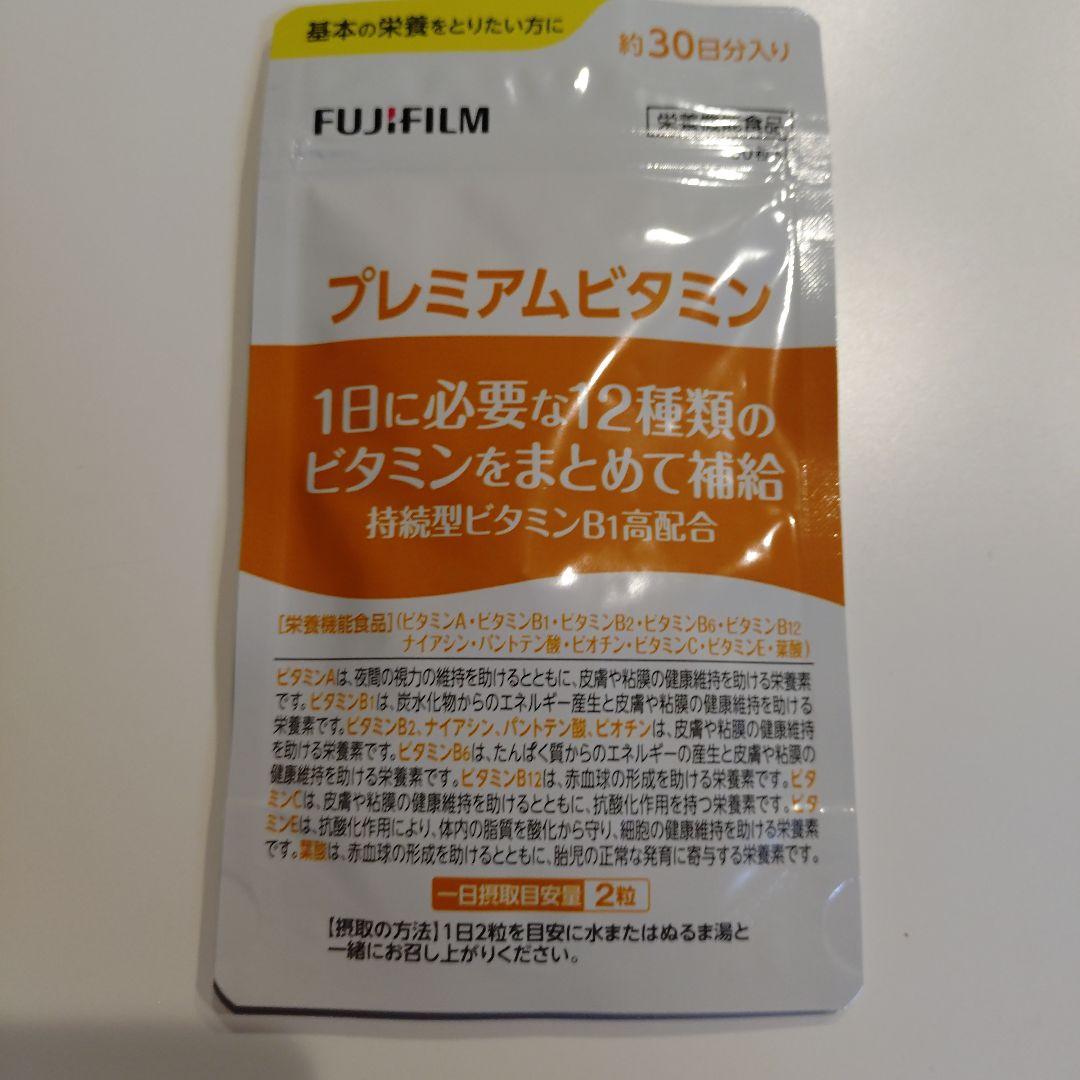 基本の栄養をとりたい方に
約30日分入り
FUJIFILM
栄養機能食品
プレミアムビタミン
1日に必要な12種類の
ビタミンをまとめて補給
持続型ビタミンB1高配合
[栄養機能食品](ビタミンA・ビタミンB1・ビタミンB2・ビタミンB6・ビタミンB12
ナイアシン・パントテン酸・ビオチン・ビタミンC・ビタミンE・葉酸)
ビタミンAは、夜間の視力の維持を助けるとともに、皮膚や粘膜の健康維持を助ける栄養素
です。ビタミンB1は、炭水化物からのエネルギー産生と皮膚や粘膜の健康維持を助ける
栄養素です。ビタミンB2、ナイアシン、パントテン酸、ビオチンは、皮膚や粘膜の健康維持
を助ける栄養素です。ビタミンB6は、たんぱく質からのエネルギーの産生と皮膚や粘膜の
健康維持を助ける栄養素です。ビタミンB12は、赤血球の形成を助ける栄養素です。ビタ
ミンCは、皮膚や粘膜の健康維持を助けるとともに、抗酸化作用を持つ栄養素です。ビタ
ミンEは、抗酸化作用により、体内の脂質を酸化から守り、細胞の健康維持を助ける栄養素
です。葉酸は、赤血球の形成を助けるとともに、胎児の正常な発育に寄与する栄養素です。
一日摂取目安量 2粒
【摂取の方法】1日2粒を目安に水またはぬるま湯と
一緒にお召し上がりください。